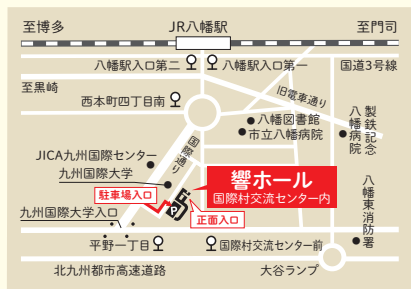 至博多
JR八幡駅
至門司
八幡駅入口第二
八幡駅入口第一
国道3号線
至黒崎
旧電車通り
西本町四丁目南
八幡図書館
市立八幡病院
製鉄記念
八幡病院
国際通り
JICA九州国際センター
九州国際大学
駐車場入口
響ホール
国際村交流センター内
正面入口
九州国際大学入口
八幡東消防署
平野一丁目
国際村交流センター前
北九州都市高速道路
大谷ランプ
P